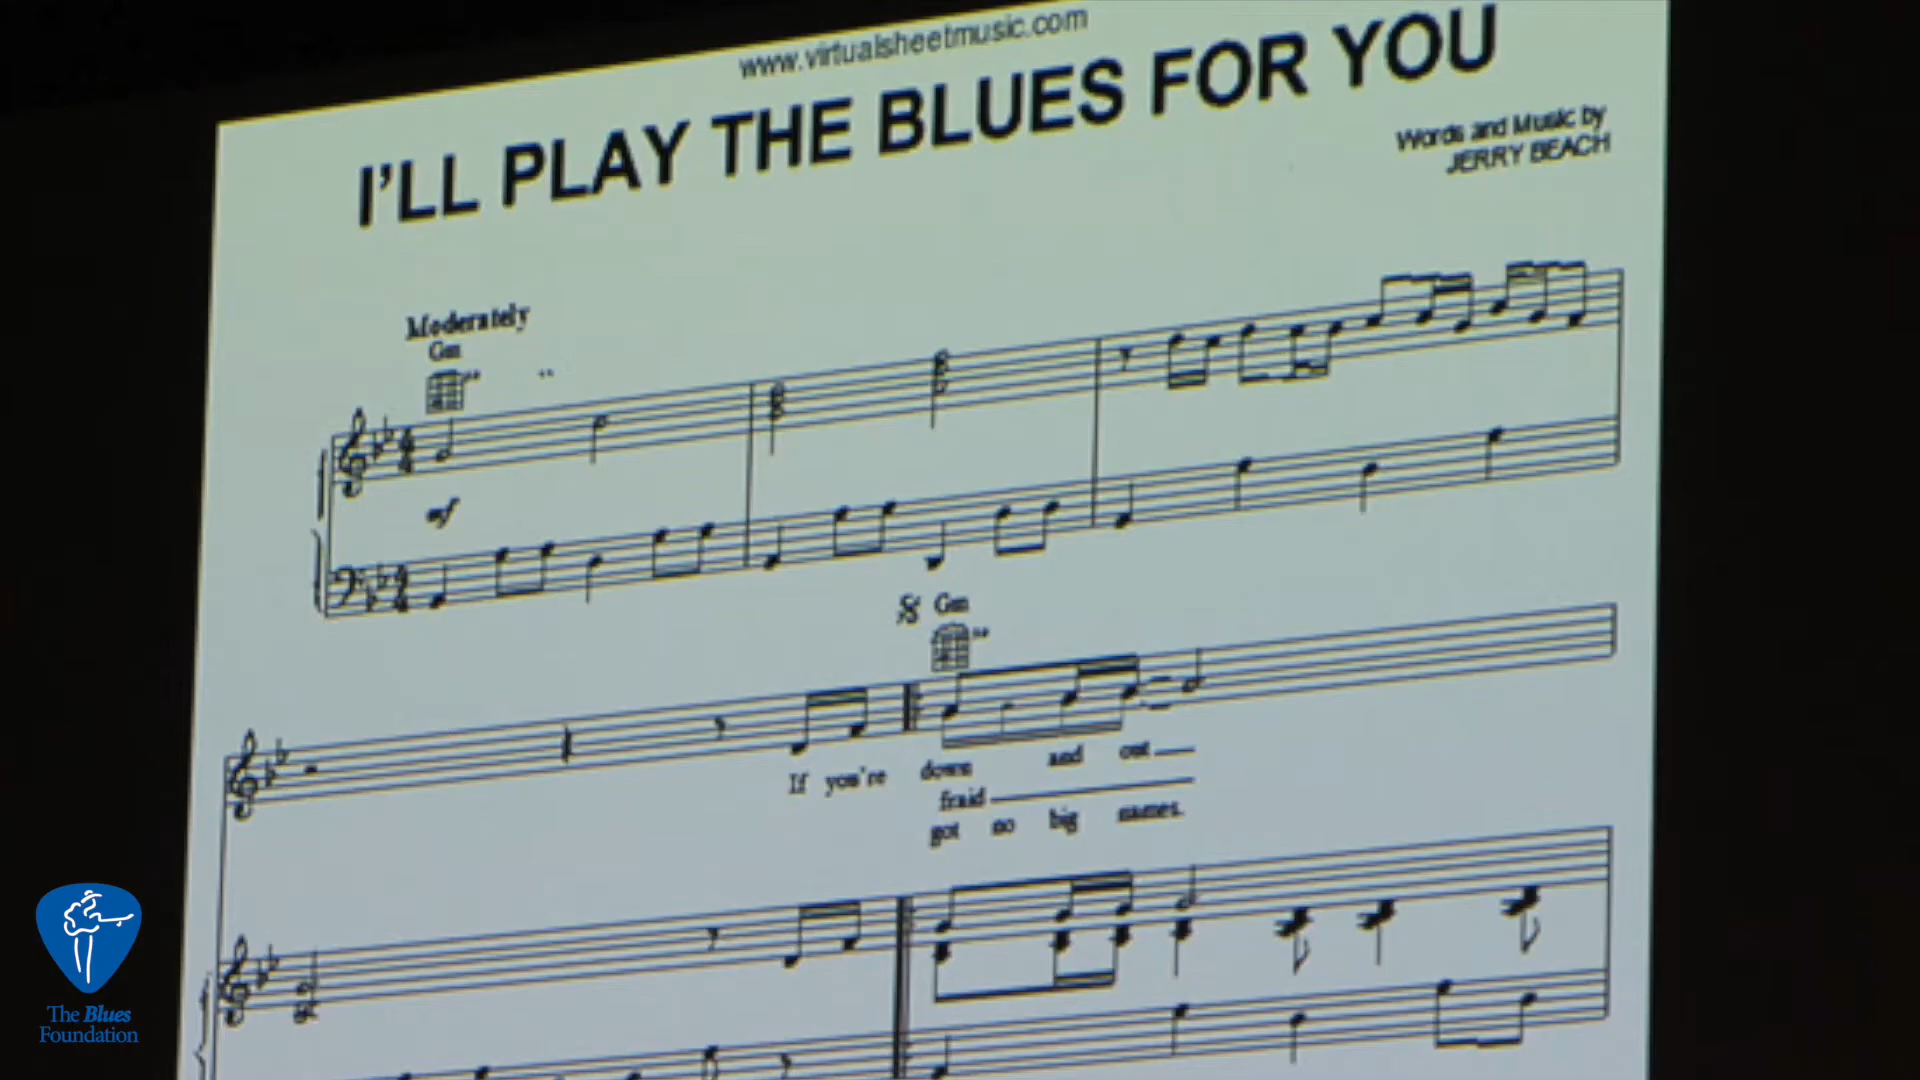 www.virtualsheetmusic.com
I'LL PLAY THE BLUES FOR YOU
Words and Music by
JERRY BEACH
Moderately
Gm
mf
Gm
If you're down and out
fraid
got no big names.
The Blues
Foundation